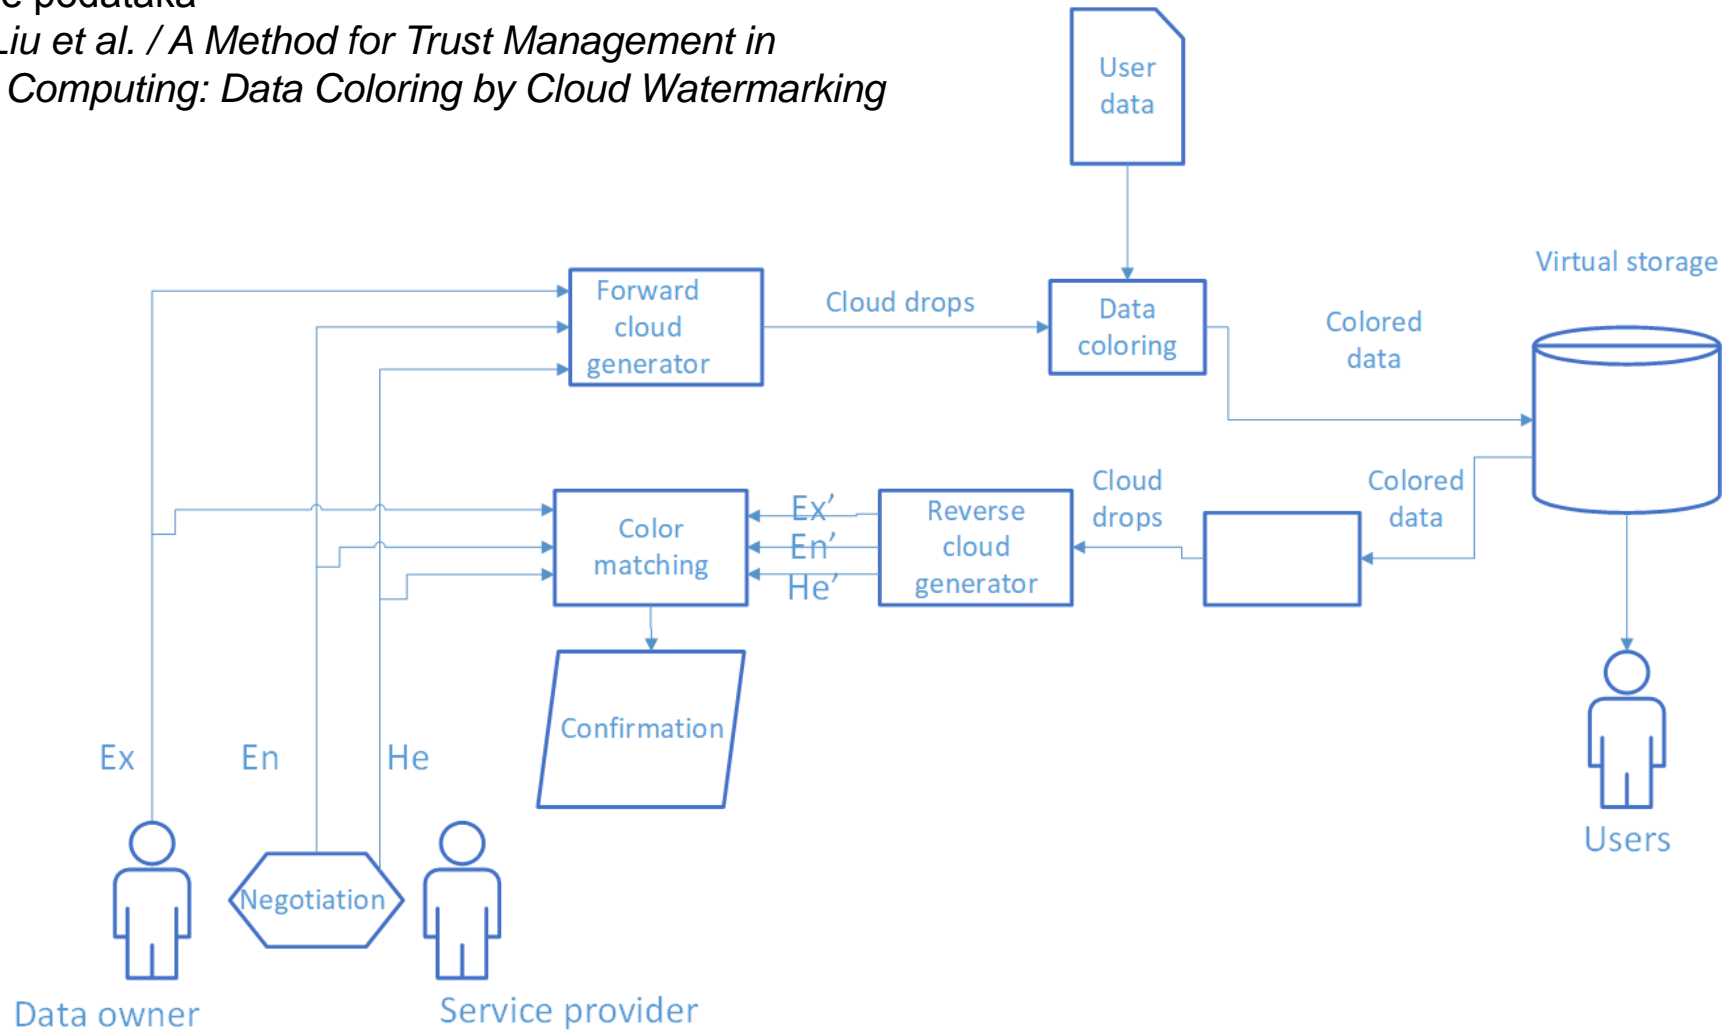 e podataka
Liu et al. / A Method for Trust Management in
Computing: Data Coloring by Cloud Watermarking
User
data
Virtual storage
Forward
cloud
generator
Cloud drops
Data
coloring
Colored
data
Color
matching
Ex’
En’
He’
Reverse
cloud
generator
Cloud
drops
Colored
data
Confirmation
Ex
En
He
Negotiation
Users
Data owner
Service provider